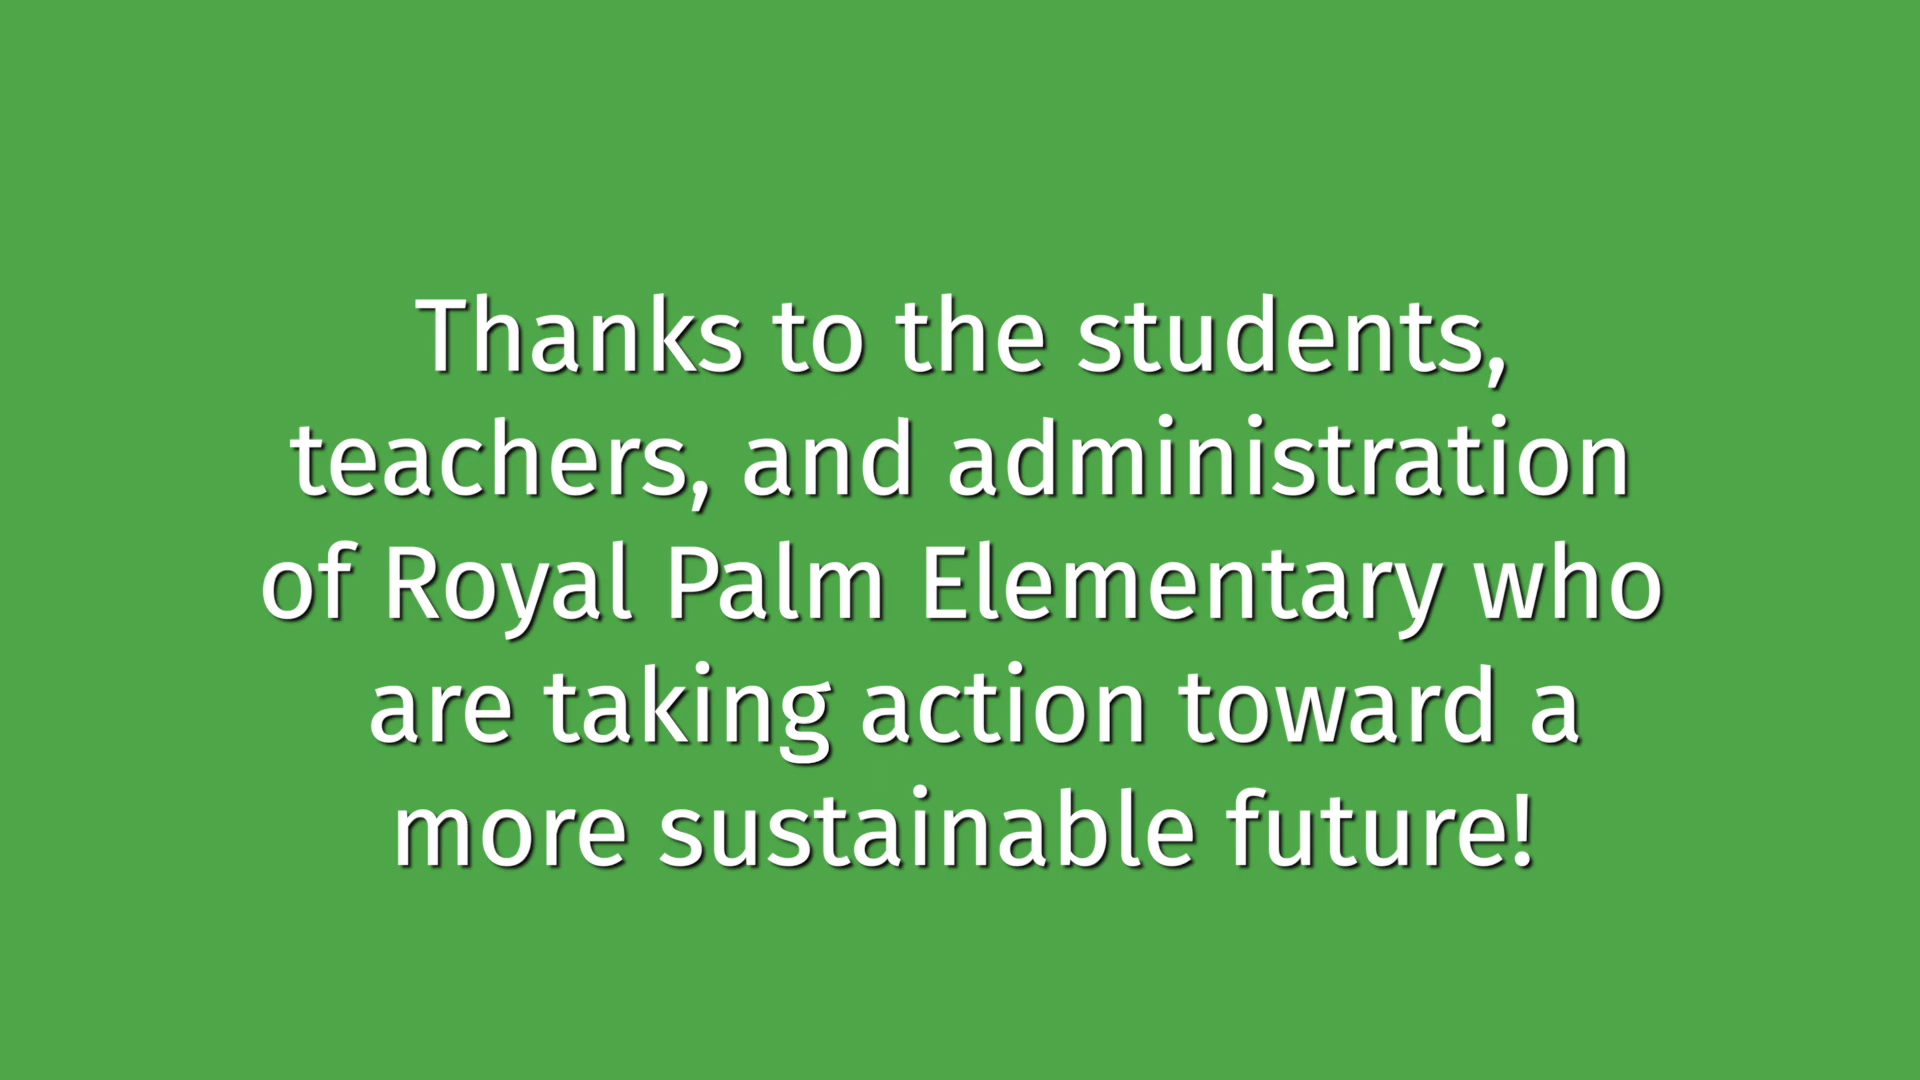 Thanks to the students,
teachers, and administration
of Royal Palm Elementary who
are taking action toward a
more sustainable future!